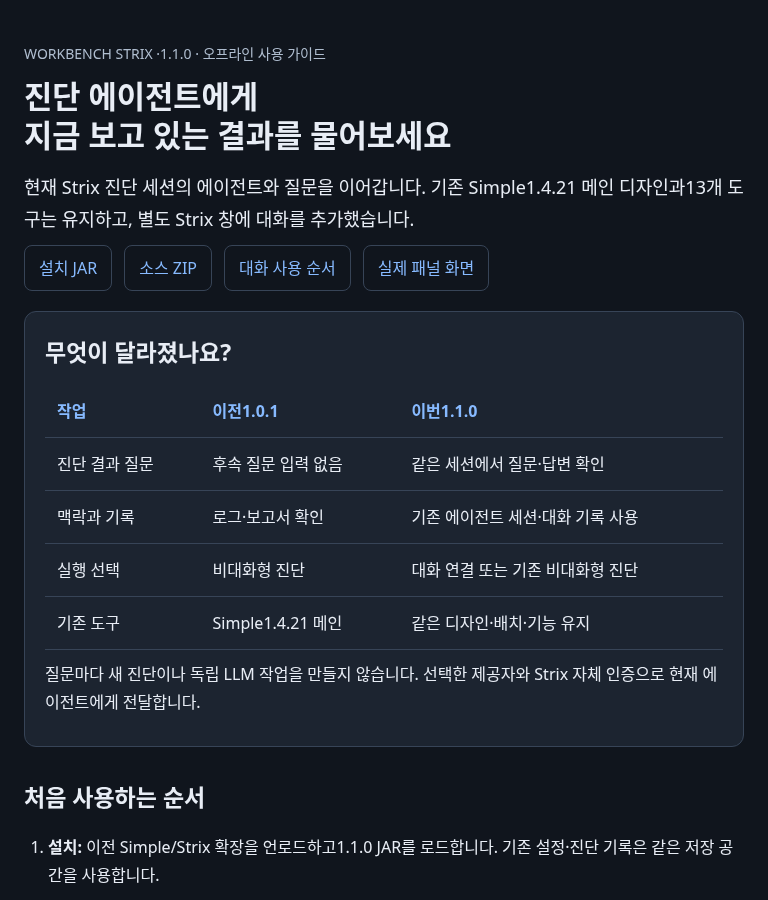 WORKBENCH STRIX ·1.1.0 · 오프라인 사용 가이드
진단 에이전트에게
지금 보고 있는 결과를 물어보세요
현재 Strix 진단 세션의 에이전트와 질문을 이어갑니다. 기존 Simple1.4.21 메인 디자인과13개 도
구는 유지하고, 별도 Strix 창에 대화를 추가했습니다.
설치 JAR 소스 ZIP 대화 사용 순서 실제 패널 화면
무엇이 달라졌나요?
작업 이전1.0.1 이번1.1.0
진단 결과 질문 후속 질문 입력 없음 같은 세션에서 질문·답변 확인
맥락과 기록 로그·보고서 확인 기존 에이전트 세션·대화 기록 사용
실행 선택 비대화형 진단 대화 연결 또는 기존 비대화형 진단
기존 도구 Simple1.4.21 메인 같은 디자인·배치·기능 유지
질문마다 새 진단이나 독립 LLM 작업을 만들지 않습니다. 선택한 제공자와 Strix 자체 인증으로 현재 에
이전트에게 전달합니다.
처음 사용하는 순서
1. 설치: 이전 Simple/Strix 확장을 언로드하고1.1.0 JAR를 로드합니다. 기존 설정·진단 기록은 같은 저장 공
간을 사용합니다.